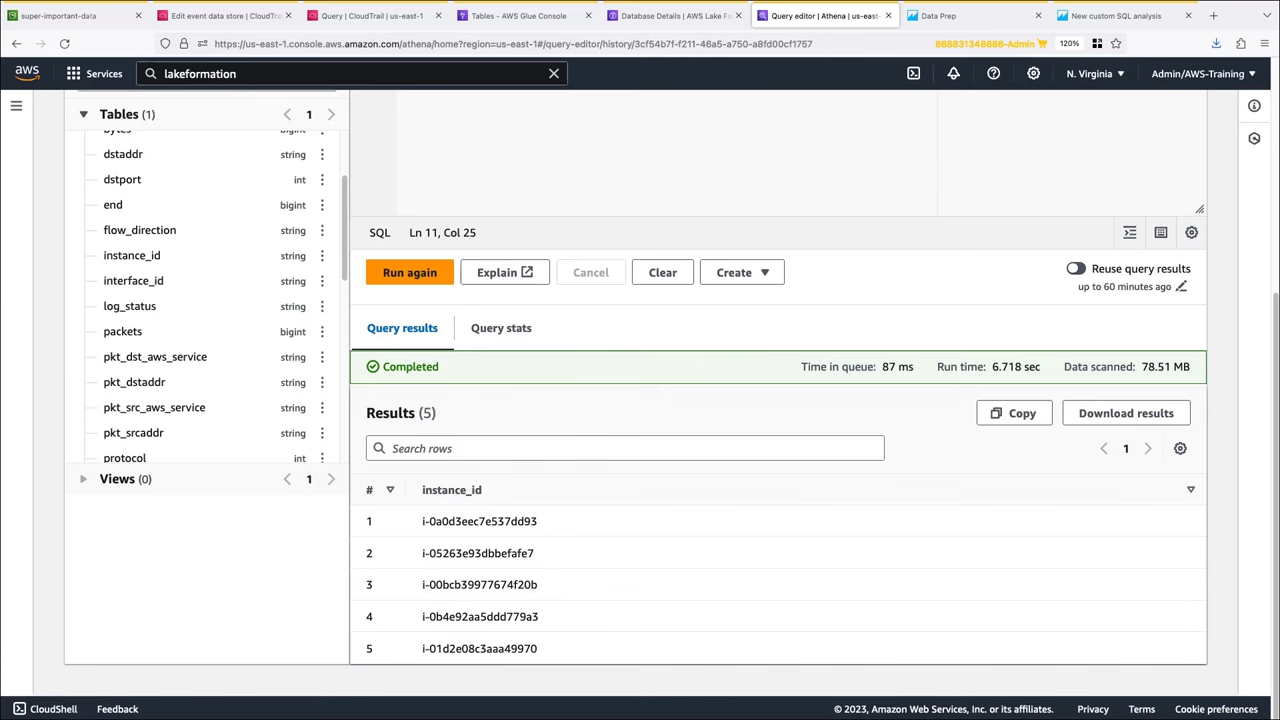 super-important-data
Edit event data store | CloudTrai
Query | CloudTrail | us-east-1
Tables - AWS Glue Console
Database Details | AWS Lake Fo
Query editor | Athena | us-east-
Data Prep
New custom SQL analysis
https://us-east-1.console.aws.amazon.com/athena/home?region=us-east-1#/query-editor/history/3cf54b7f-f211-46a5-a750-a8fd00cf1757
888831348888-Admin
120%
aws
Services
lakeformation
N. Virginia
Admin/AWS-Training
Tables (1)
1
bytes bigint
dstaddr string
dstport int
end bigint
flow_direction string
instance_id string
interface_id string
log_status string
packets bigint
pkt_dst_aws_service string
pkt_dstaddr string
pkt_src_aws_service string
pkt_srcaddr string
protocol int
Views (0)
1
SQL Ln 11, Col 25
Run again
Explain
Cancel
Clear
Create
Reuse query results
up to 60 minutes ago
Query results
Query stats
Completed
Time in queue: 87 ms
Run time: 6.718 sec
Data scanned: 78.51 MB
Results (5)
Copy
Download results
Search rows
1
# instance_id
1 i-0a0d3eec7e537dd93
2 i-05263e93dbbefafe7
3 i-00bcb39977674f20b
4 i-0b4e92aa5ddd779a3
5 i-01d2e08c3aaa49970
CloudShell
Feedback
© 2023, Amazon Web Services, Inc. or its affiliates.
Privacy
Terms
Cookie preferences